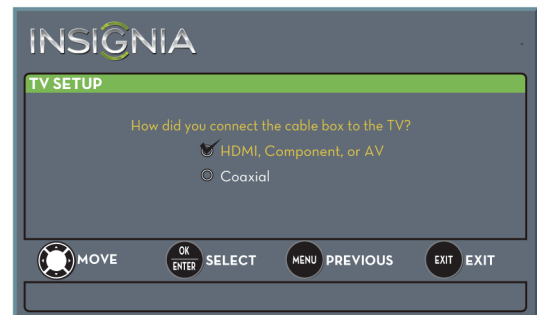 INSIGNIA
TV SETUP
How did you connect the cable box to the TV?
HDMI, Component, or AV
Coaxial
MOVE OK ENTER SELECT MENU PREVIOUS EXIT EXIT